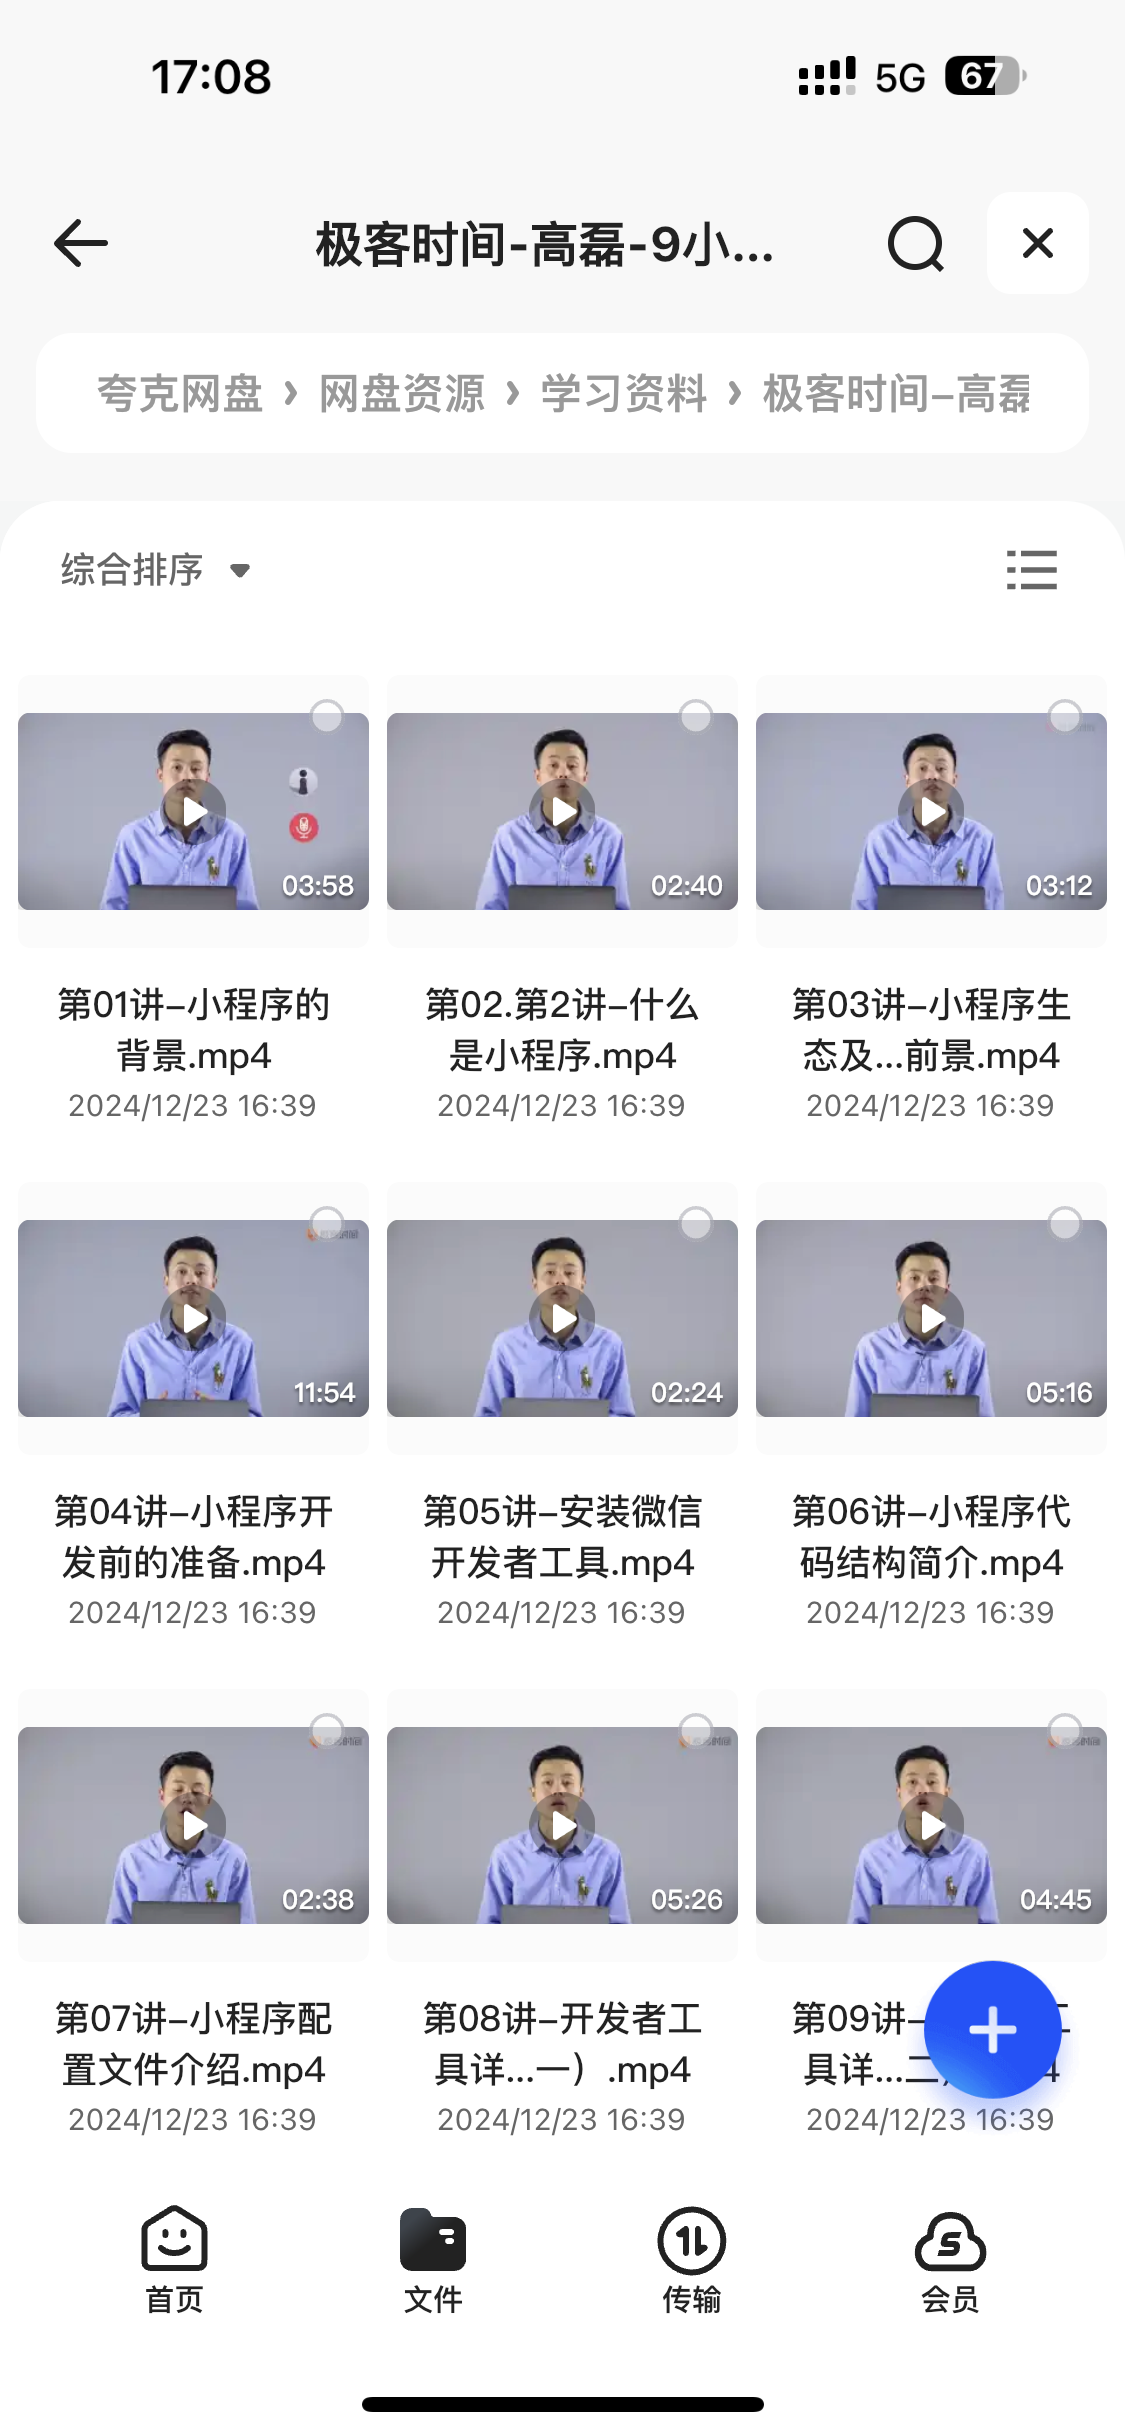 17:08
5G 67
极客时间-高磊-9小...
夸克网盘 › 网盘资源 › 学习资料 › 极客时间-高磊
综合排序
03:58
02:40
03:12
第01讲-小程序的
背景.mp4
2024/12/23 16:39
第02.第2讲-什么
是小程序.mp4
2024/12/23 16:39
第03讲-小程序生
态及...前景.mp4
2024/12/23 16:39
11:54
02:24
05:16
第04讲-小程序开
发前的准备.mp4
2024/12/23 16:39
第05讲-安装微信
开发者工具.mp4
2024/12/23 16:39
第06讲-小程序代
码结构简介.mp4
2024/12/23 16:39
02:38
05:26
04:45
第07讲-小程序配
置文件介绍.mp4
2024/12/23 16:39
第08讲-开发者工
具详...一）.mp4
2024/12/23 16:39
第09讲-
具详...二
2024/12/23 16:39
首页
文件
传输
会员